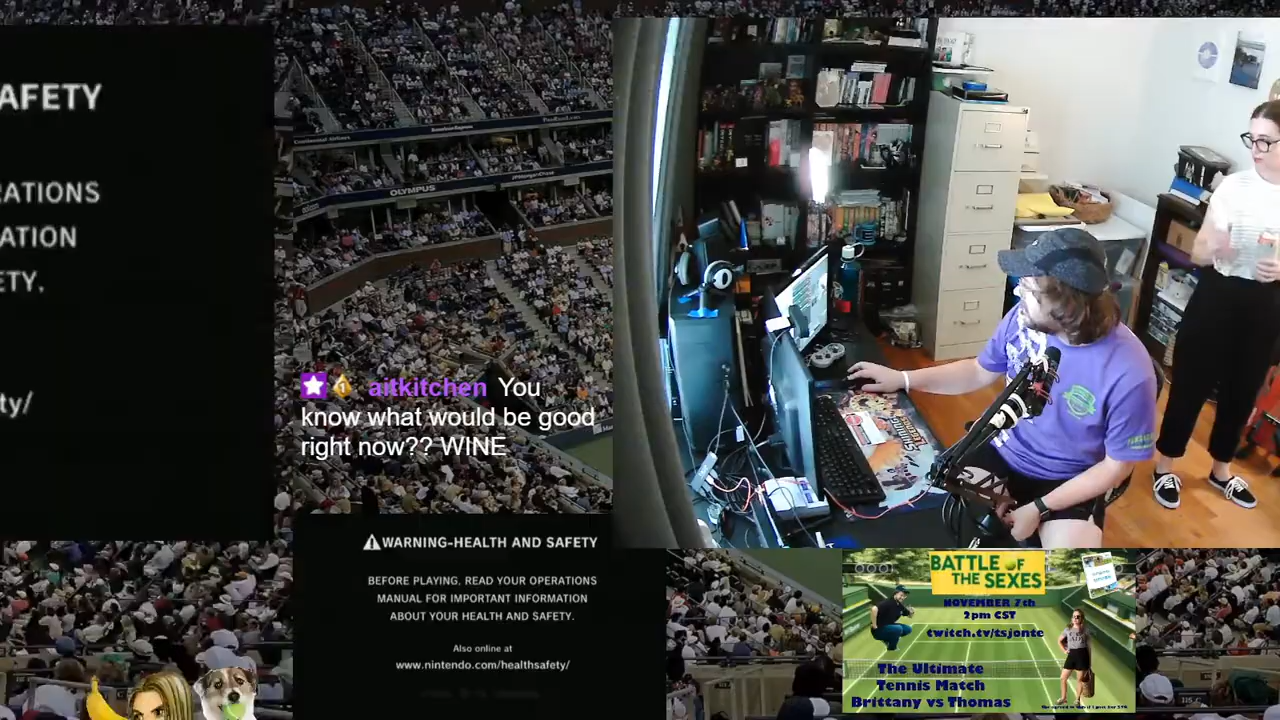 AFETY
RATIONS
ATION
ETY.
ty/
OLYMPUS
aitkitchen You
know what would be good
right now?? WINE
WARNING-HEALTH AND SAFETY
BEFORE PLAYING, READ YOUR OPERATIONS
MANUAL FOR IMPORTANT INFORMATION
ABOUT YOUR HEALTH AND SAFETY.
Also online at
www.nintendo.com/healthsafety/
BATTLE OF
THE SEXES
NOVEMBER 7th
2pm CST
twitch.tv/tsjonte
The Ultimate
Tennis Match
Brittany vs Thomas